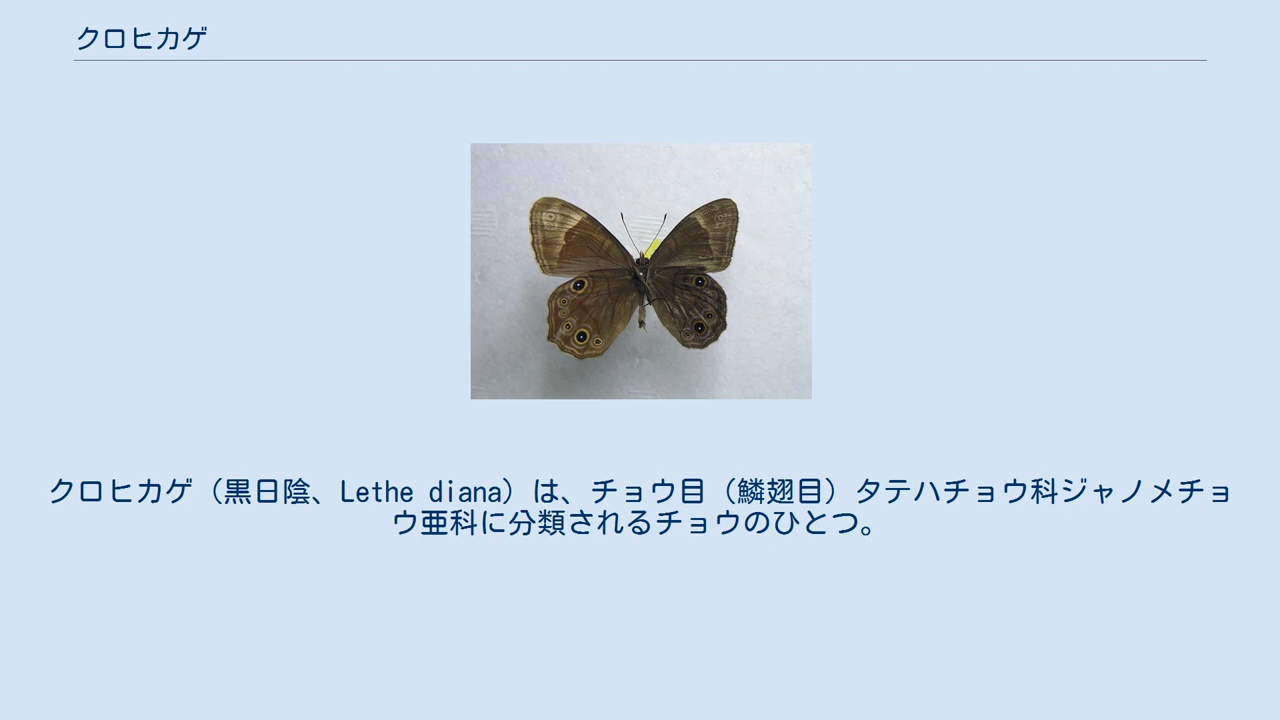 クロヒカゲ
クロヒカゲ（黒日陰、Lethe diana）は、チョウ目（鱗翅目）タテハチョウ科ジャノメチョ
ウ亜科に分類されるチョウのひとつ。